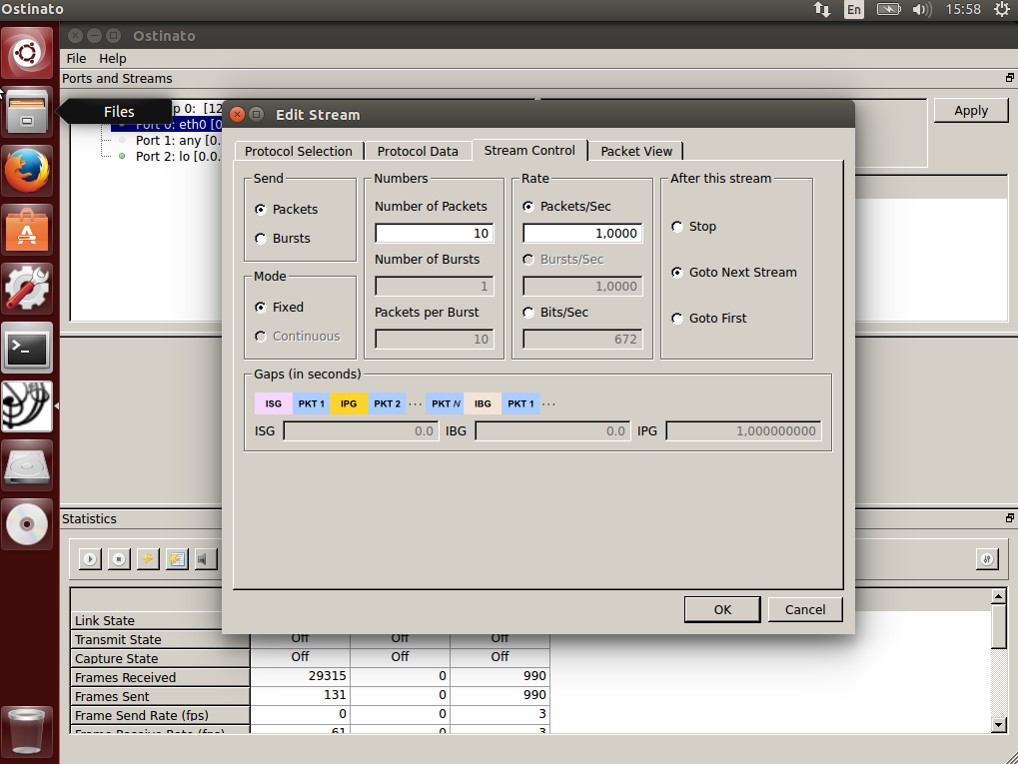 Ostinato
En
15:58
Ostinato
File Help
Ports and Streams
Files
p 0: [12
Port 0: eth0 [0
Port 1: any [0.
Port 2: lo [0.0.
Apply
Edit Stream
Protocol Selection
Protocol Data
Stream Control
Packet View
Send
Packets
Bursts
Mode
Fixed
Continuous
Numbers
Number of Packets
10
Number of Bursts
1
Packets per Burst
10
Rate
Packets/Sec
1,0000
Bursts/Sec
1,0000
Bits/Sec
672
After this stream
Stop
Goto Next Stream
Goto First
Gaps (in seconds)
ISG PKT 1 IPG PKT 2 ... PKT N IBG PKT 1 ...
ISG 0.0 IBG 0.0 IPG 1,000000000
OK
Cancel
Statistics
Link State
Transmit State Off Off Off
Capture State Off Off Off
Frames Received 29315 0 990
Frames Sent 131 0 990
Frame Send Rate (fps) 0 0 3
Frame Receive Rate (fps) 61 0 3